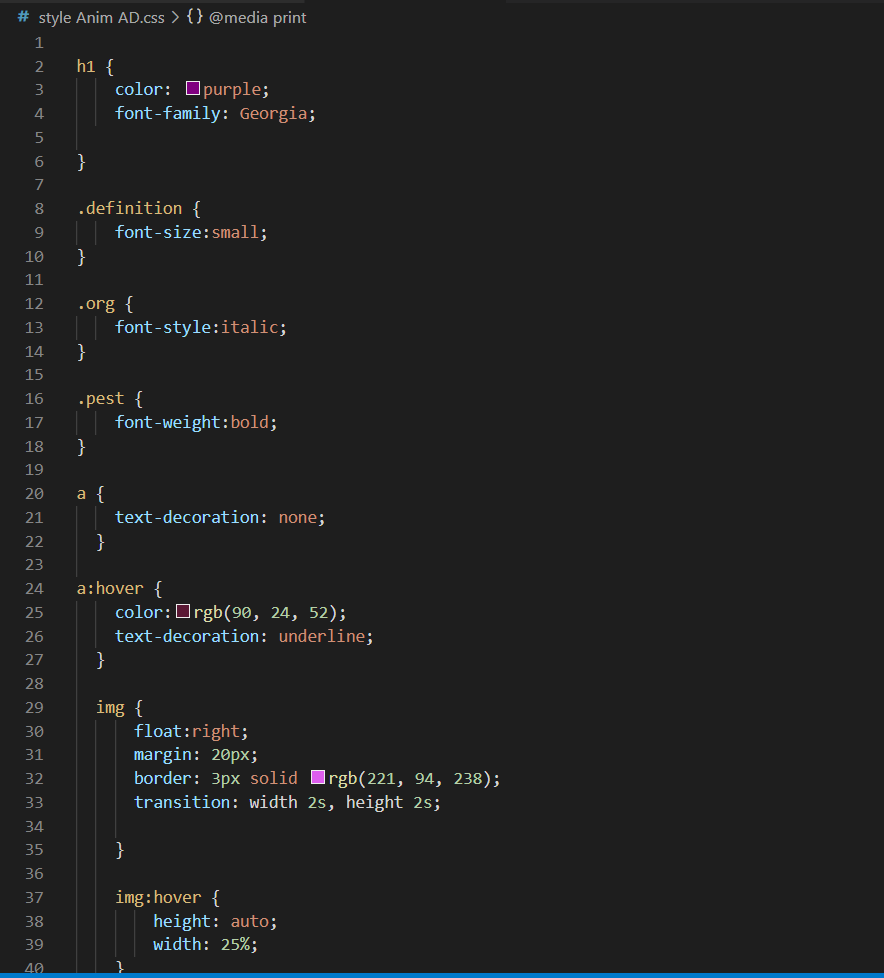 # style Anim AD.css > {} @media print
1
2 h1 {
3 color: purple;
4 font-family: Georgia;
5
6 }
7
8 .definition {
9 font-size:small;
10 }
11
12 .org {
13 font-style:italic;
14 }
15
16 .pest {
17 font-weight:bold;
18 }
19
20 a {
21 text-decoration: none;
22 }
23
24 a:hover {
25 color: rgb(90, 24, 52);
26 text-decoration: underline;
27 }
28
29 img {
30 float:right;
31 margin: 20px;
32 border: 3px solid rgb(221, 94, 238);
33 transition: width 2s, height 2s;
34
35 }
36
37 img:hover {
38 height: auto;
39 width: 25%;
40 }